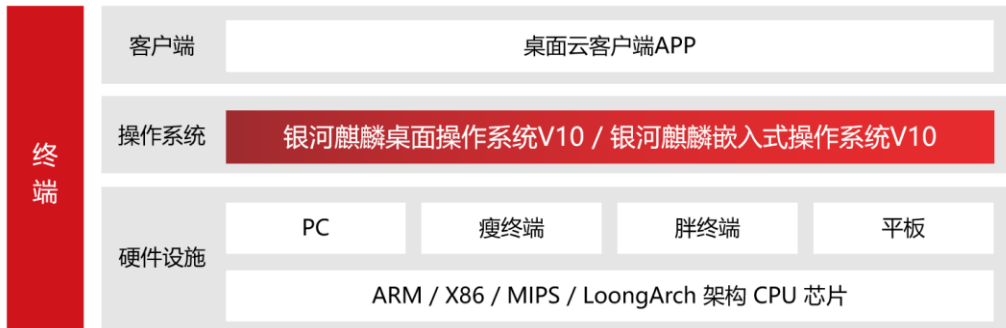 终端
客户端
桌面云客户端APP
操作系统
银河麒麟桌面操作系统V10 / 银河麒麟嵌入式操作系统V10
硬件设施
PC
瘦终端
胖终端
平板
ARM / X86 / MIPS / LoongArch 架构 CPU 芯片